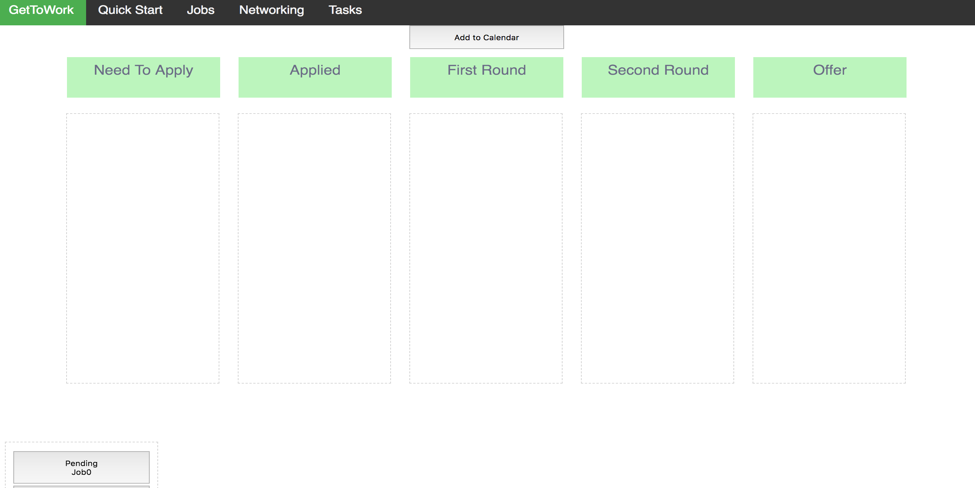 GetToWork Quick Start Jobs Networking Tasks
Add to Calendar
Need To Apply Applied First Round Second Round Offer
Pending
Job0